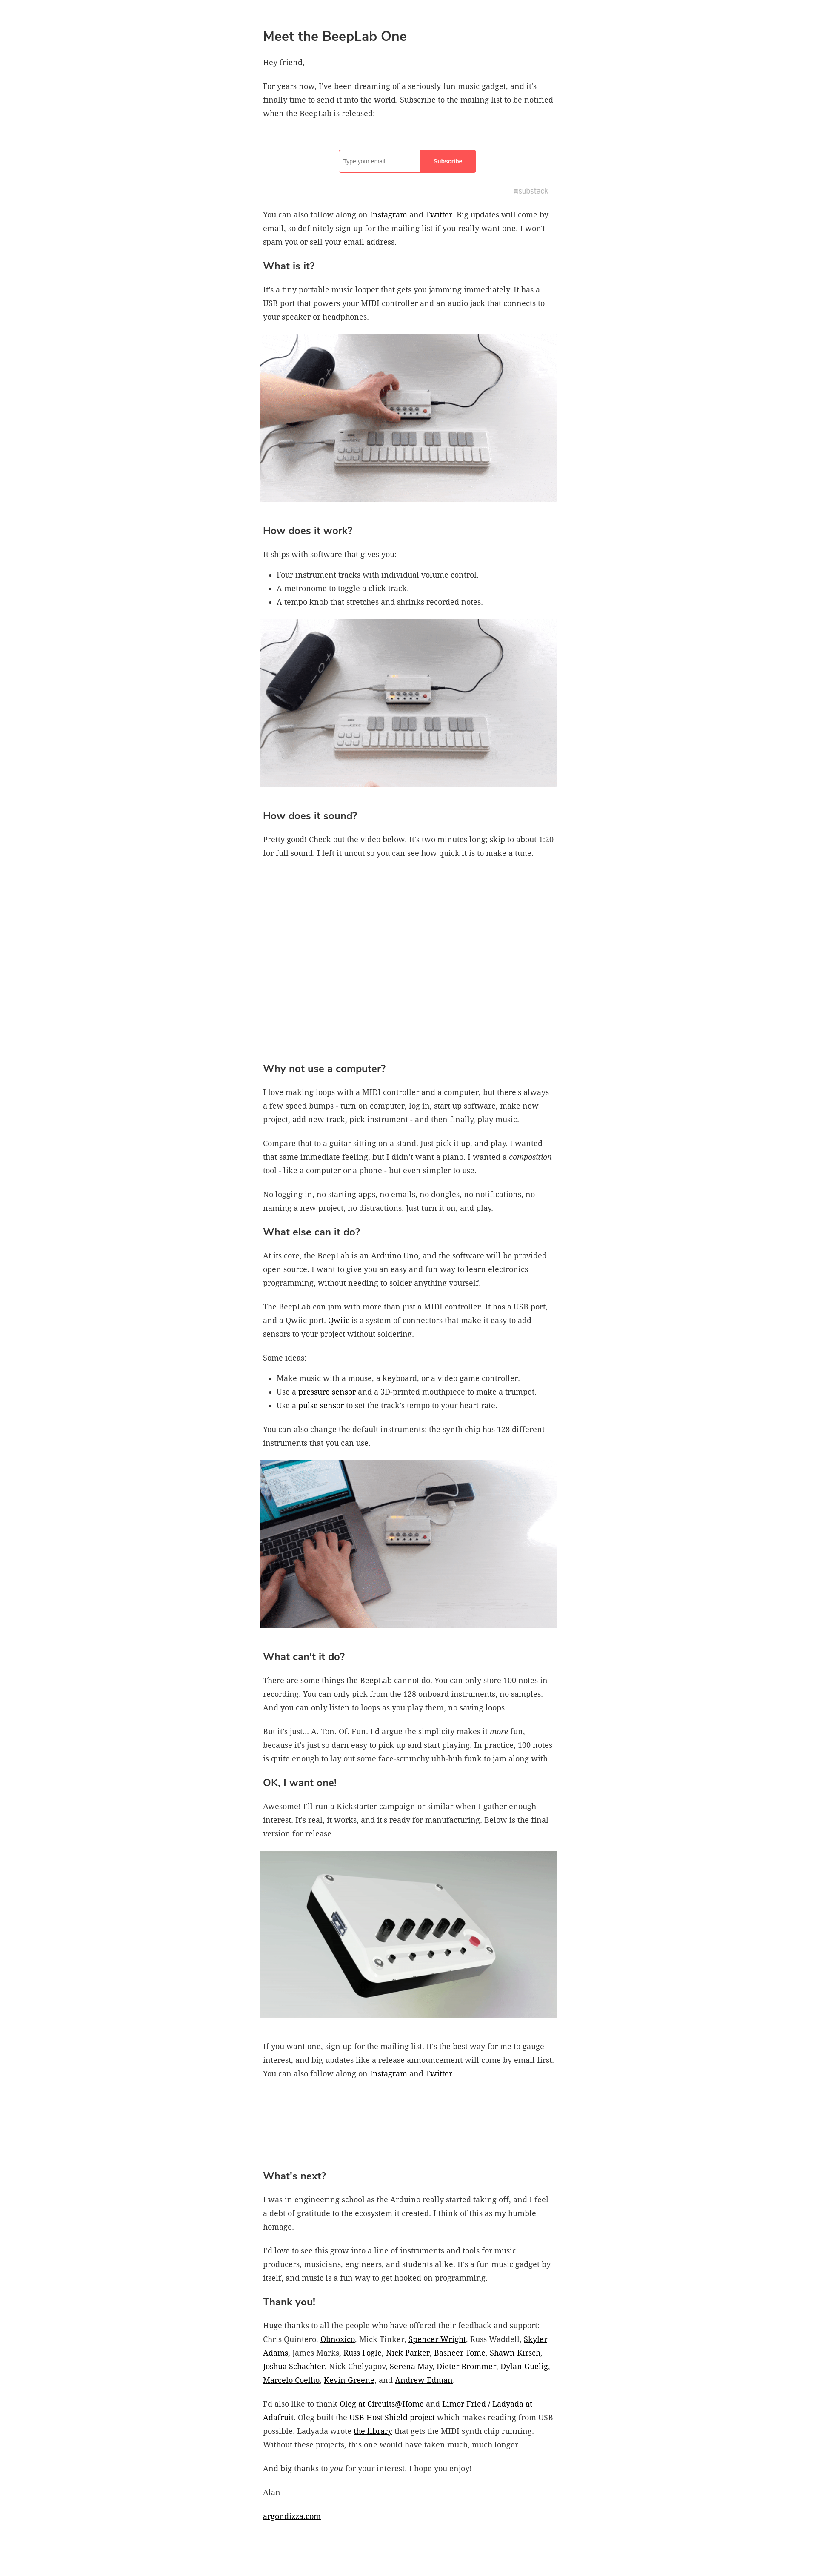 Meet the BeepLab One
Hey friend,
For years now, I've been dreaming of a seriously fun music gadget, and it's
finally time to send it into the world. Subscribe to the mailing list to be notified
when the BeepLab is released:
Type your email...
Subscribe
substack
You can also follow along on Instagram and Twitter. Big updates will come by
email, so definitely sign up for the mailing list if you really want one. I won't
spam you or sell your email address.
What is it?
It's a tiny portable music looper that gets you jamming immediately. It has a
USB port that powers your MIDI controller and an audio jack that connects to
your speaker or headphones.
How does it work?
It ships with software that gives you:
• Four instrument tracks with individual volume control.
• A metronome to toggle a click track.
• A tempo knob that stretches and shrinks recorded notes.
How does it sound?
Pretty good! Check out the video below. It's two minutes long; skip to about 1:20
for full sound. I left it uncut so you can see how quick it is to make a tune.
Why not use a computer?
I love making loops with a MIDI controller and a computer, but there's always
a few speed bumps - turn on computer, log in, start up software, make new
project, add new track, pick instrument - and then finally, play music.
Compare that to a guitar sitting on a stand. Just pick it up, and play. I wanted
that same immediate feeling, but I didn't want a piano. I wanted a composition
tool - like a computer or a phone - but even simpler to use.
No logging in, no starting apps, no emails, no dongles, no notifications, no
naming a new project, no distractions. Just turn it on, and play.
What else can it do?
At its core, the BeepLab is an Arduino Uno, and the software will be provided
open source. I want to give you an easy and fun way to learn electronics
programming, without needing to solder anything yourself.
The BeepLab can jam with more than just a MIDI controller. It has a USB port,
and a Qwiic port. Qwiic is a system of connectors that make it easy to add
sensors to your project without soldering.
Some ideas:
• Make music with a mouse, a keyboard, or a video game controller.
• Use a pressure sensor and a 3D-printed mouthpiece to make a trumpet.
• Use a pulse sensor to set the track's tempo to your heart rate.
You can also change the default instruments: the synth chip has 128 different
instruments that you can use.
What can't it do?
There are some things the BeepLab cannot do. You can only store 100 notes in
recording. You can only pick from the 128 onboard instruments, no samples.
And you can only listen to loops as you play them, no saving loops.
But it's just... A. Ton. Of. Fun. I'd argue the simplicity makes it more fun,
because it's just so darn easy to pick up and start playing. In practice, 100 notes
is quite enough to lay out some face-scrunchy uhh-huh funk to jam along with.
OK, I want one!
Awesome! I'll run a Kickstarter campaign or similar when I gather enough
interest. It's real, it works, and it's ready for manufacturing. Below is the final
version for release.
If you want one, sign up for the mailing list. It's the best way for me to gauge
interest, and big updates like a release announcement will come by email first.
You can also follow along on Instagram and Twitter.
What's next?
I was in engineering school as the Arduino really started taking off, and I feel
a debt of gratitude to the ecosystem it created. I think of this as my humble
homage.
I'd love to see this grow into a line of instruments and tools for music
producers, musicians, engineers, and students alike. It's a fun music gadget by
itself, and music is a fun way to get hooked on programming.
Thank you!
Huge thanks to all the people who have offered their feedback and support:
Chris Quintero, Obnoxico, Mick Tinker, Spencer Wright, Russ Waddell, Skyler
Adams, James Marks, Russ Fogle, Nick Parker, Basheer Tome, Shawn Kirsch,
Joshua Schachter, Nick Chelyapov, Serena May, Dieter Brommer, Dylan Guelig,
Marcelo Coelho, Kevin Greene, and Andrew Edman.
I'd also like to thank Oleg at Circuits@Home and Limor Fried / Ladyada at
Adafruit. Oleg built the USB Host Shield project which makes reading from USB
possible. Ladyada wrote the library that gets the MIDI synth chip running.
Without these projects, this one would have taken much, much longer.
And big thanks to you for your interest. I hope you enjoy!
Alan
argondizza.com